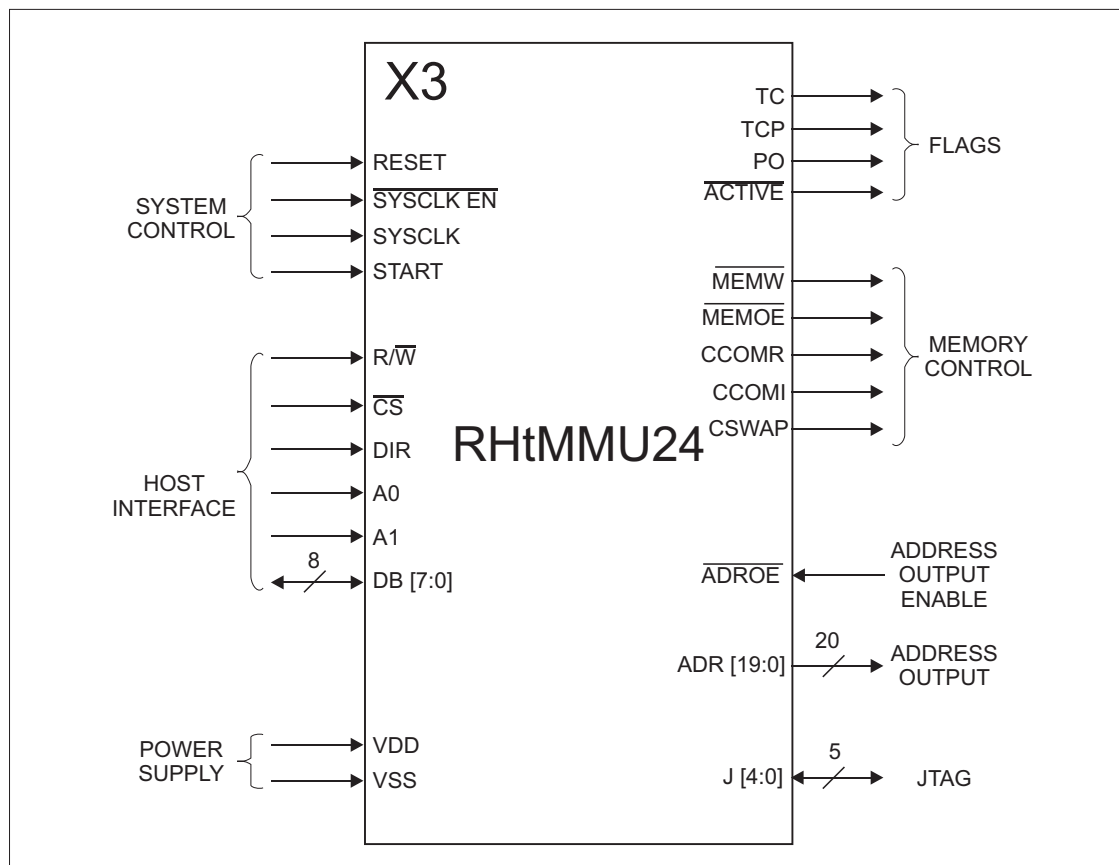 X3
RHtMMU24
SYSTEM
CONTROL
RESET
SYSCLK EN
SYSCLK
START
HOST
INTERFACE
R/W
CS
DIR
A0
A1
8
DB [7:0]
POWER
SUPPLY
VDD
VSS
TC
TCP
PO
ACTIVE
FLAGS
MEMW
MEMOE
CCOMR
CCOMI
CSWAP
MEMORY
CONTROL
ADROE
ADDRESS
OUTPUT
ENABLE
ADR [19:0]
20
ADDRESS
OUTPUT
J [4:0]
5
JTAG